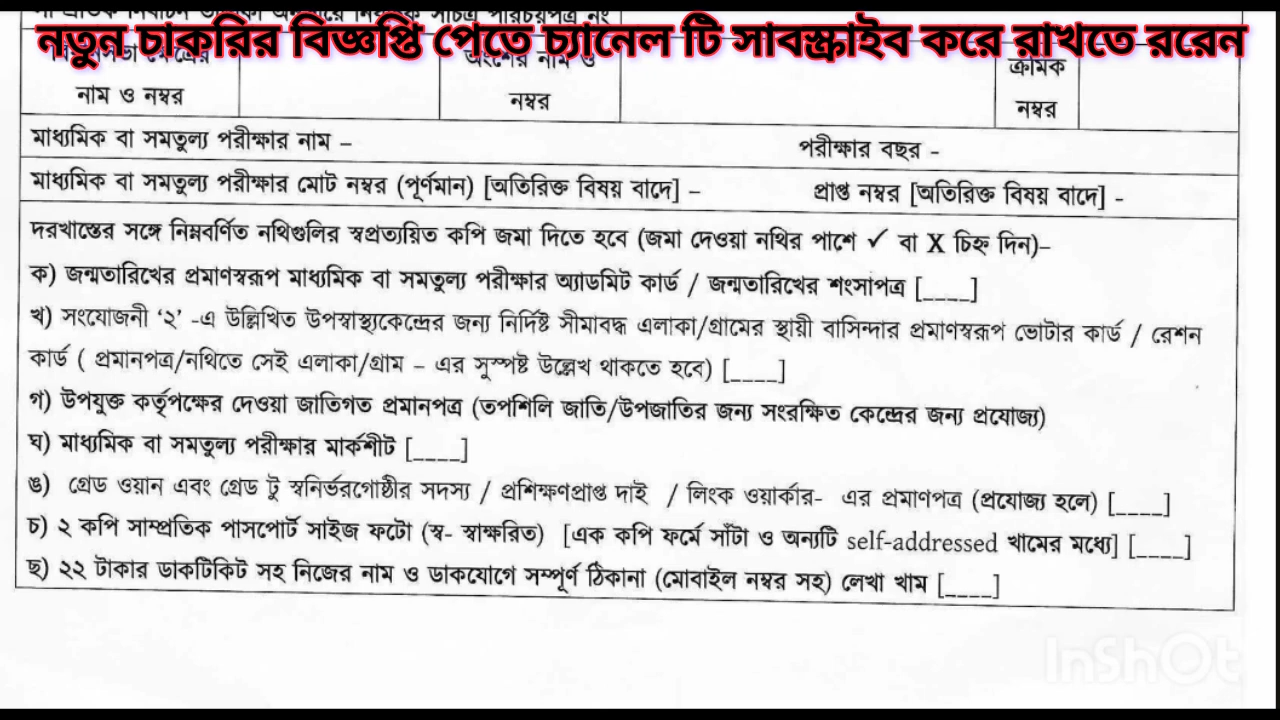 নতুন চাকরির বিজ্ঞপ্তি পেতে চ্যানেল টি সাবস্ক্রাইব করে রাখতে রবেন
নাম ও নম্বর
অংশের নাম ও
নম্বর
ক্রমিক
নম্বর
মাধ্যমিক বা সমতুল্য পরীক্ষার নাম –
পরীক্ষার বছর -
মাধ্যমিক বা সমতুল্য পরীক্ষার মোট নম্বর (পূর্ণমান) [অতিরিক্ত বিষয় বাদে] –
প্রাপ্ত নম্বর [অতিরিক্ত বিষয় বাদে] -
দরখাস্তের সঙ্গে নিম্নবর্ণিত নথিগুলির স্বপ্রত্যয়িত কপি জমা দিতে হবে (জমা দেওয়া নথির পাশে ✓ বা X চিহ্ন দিন)–
ক) জন্মতারিখের প্রমাণস্বরূপ মাধ্যমিক বা সমতুল্য পরীক্ষার অ্যাডমিট কার্ড / জন্মতারিখের শংসাপত্র [____]
খ) সংযোজনী ‘২’ -এ উল্লিখিত উপস্বাস্থ্যকেন্দ্রের জন্য নির্দিষ্ট সীমাবদ্ধ এলাকা/গ্রামের স্থায়ী বাসিন্দার প্রমাণস্বরূপ ভোটার কার্ড / রেশন
কার্ড ( প্রমানপত্র/নথিতে সেই এলাকা/গ্রাম – এর সুস্পষ্ট উল্লেখ থাকতে হবে) [____]
গ) উপযুক্ত কর্তৃপক্ষের দেওয়া জাতিগত প্রমানপত্র (তপশিলি জাতি/উপজাতির জন্য সংরক্ষিত কেন্দ্রের জন্য প্রযোজ্য)
ঘ) মাধ্যমিক বা সমতুল্য পরীক্ষার মার্কশীট [____]
ঙ) গ্রেড ওয়ান এবং গ্রেড টু স্বনির্ভরগোষ্ঠীর সদস্য / প্রশিক্ষণপ্রাপ্ত দাই / লিংক ওয়ার্কার- এর প্রমাণপত্র (প্রযোজ্য হলে) [____]
চ) ২ কপি সাম্প্রতিক পাসপোর্ট সাইজ ফটো (স্ব- স্বাক্ষরিত) [এক কপি ফর্মে সাঁটা ও অন্যটি self-addressed খামের মধ্যে] [____]
ছ) ২২ টাকার ডাকটিকিট সহ নিজের নাম ও ডাকযোগে সম্পূর্ণ ঠিকানা (মোবাইল নম্বর সহ) লেখা খাম [____]
InShOt